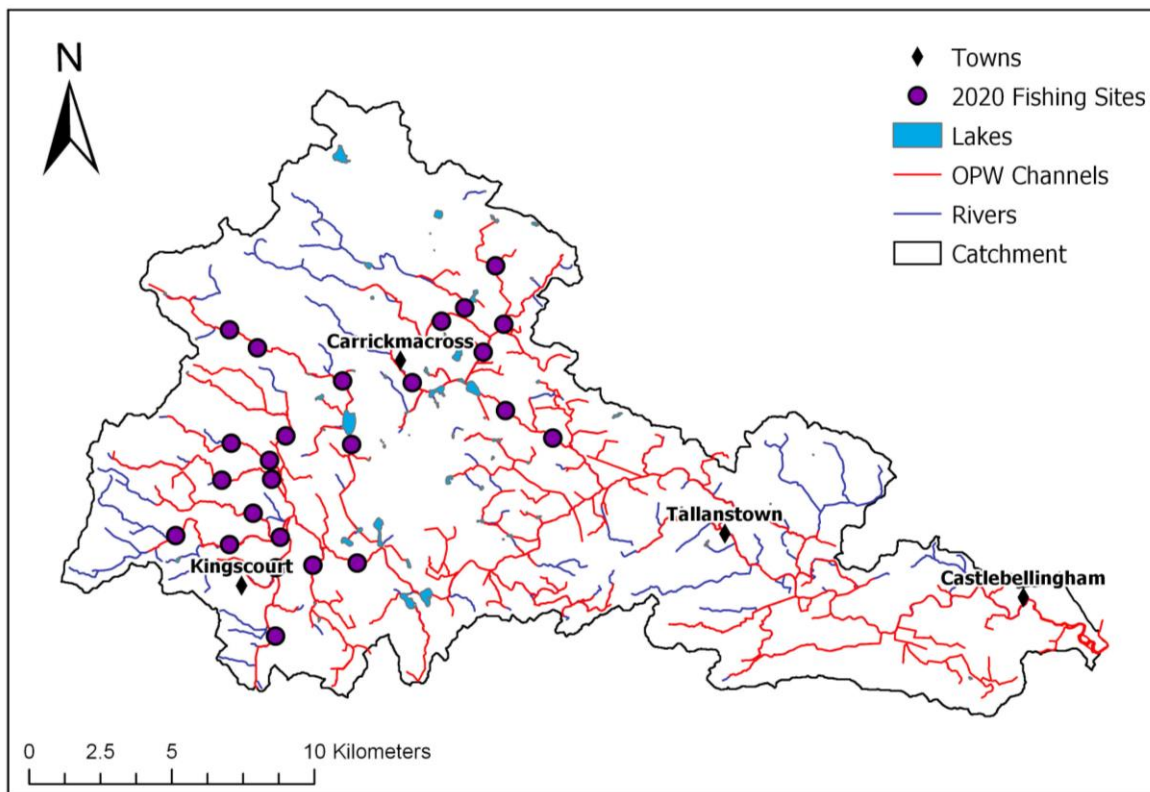 N
Towns
2020 Fishing Sites
Lakes
OPW Channels
Rivers
Catchment
Carrickmacross
Tallanstown
Kingscourt
Castlebellingham
0 2.5 5 10 Kilometers